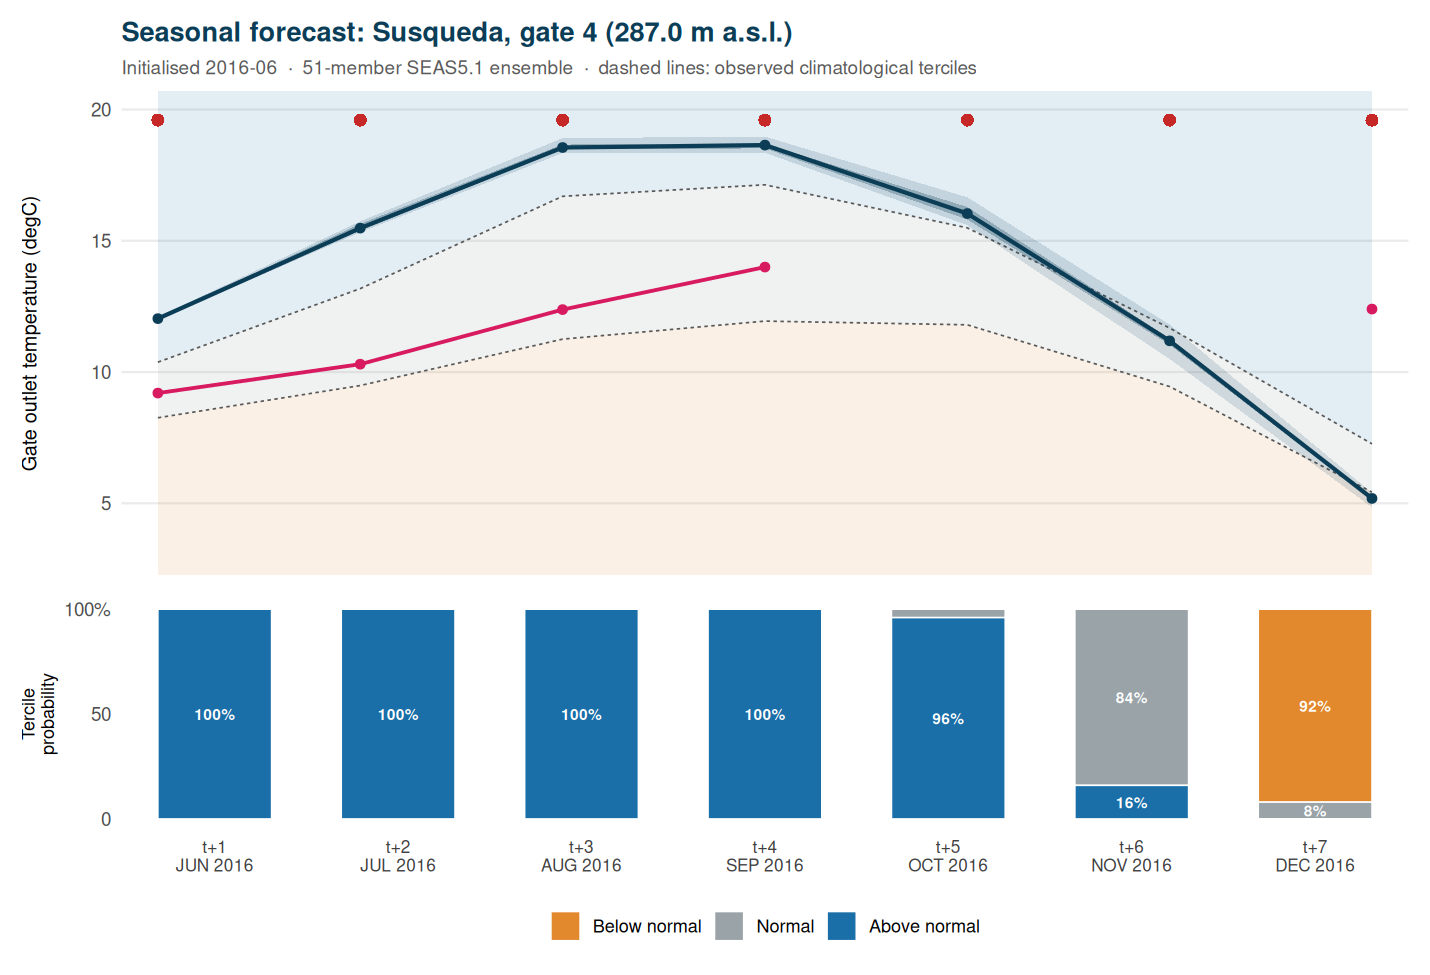 Seasonal forecast: Susqueda, gate 4 (287.0 m a.s.l.)
Initialised 2016-06 · 51-member SEAS5.1 ensemble · dashed lines: observed climatological terciles
Gate outlet temperature (degC)
20
15
10
5
Tercile
probability
100%
50
0
100%
100%
100%
100%
96%
84%
16%
92%
8%
t+1
JUN 2016
t+2
JUL 2016
t+3
AUG 2016
t+4
SEP 2016
t+5
OCT 2016
t+6
NOV 2016
t+7
DEC 2016
Below normal
Normal
Above normal